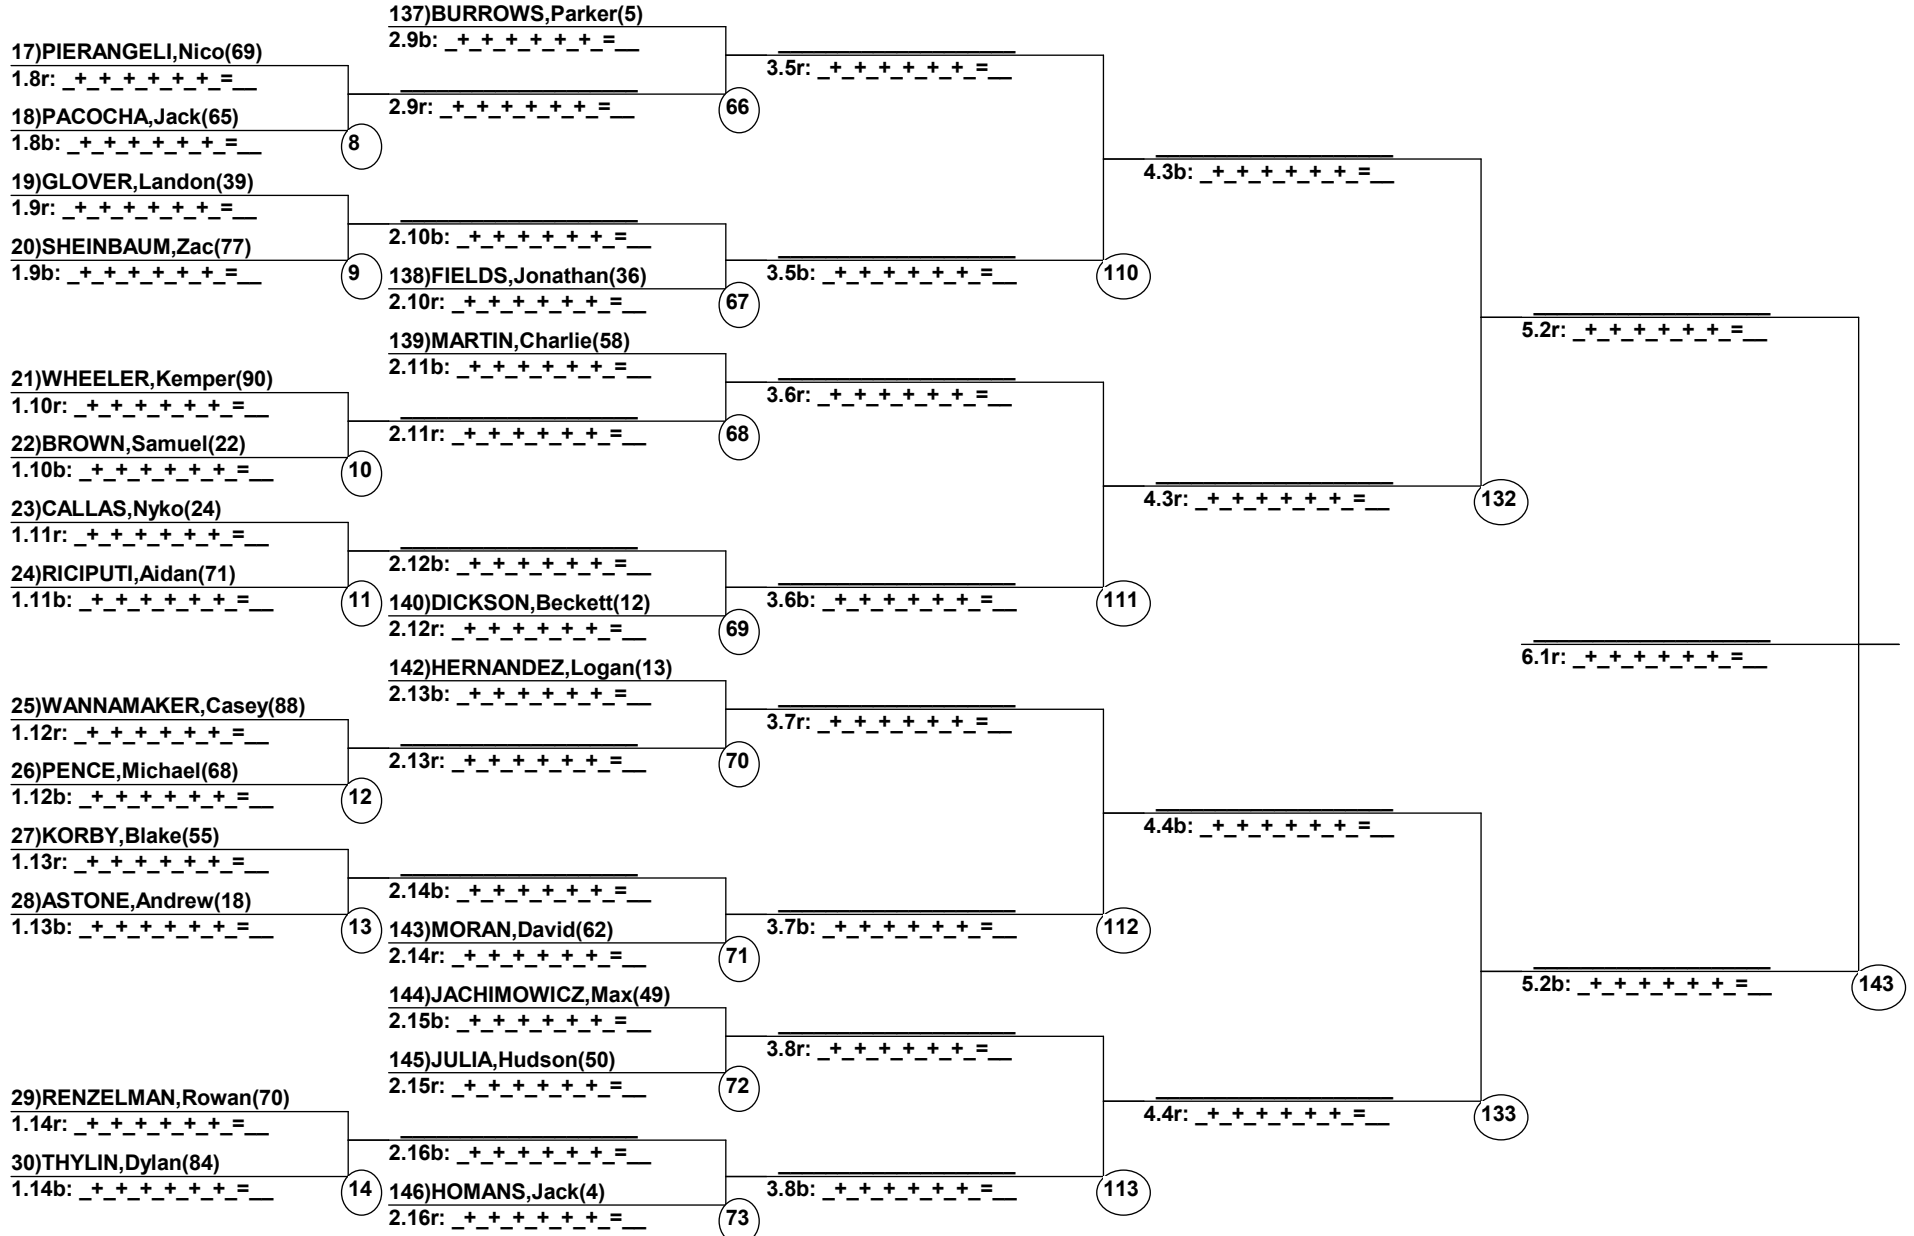 17)PIERANGELI,Nico(69)
1.8r: _+_+_+_+_+_=__
18)PACOCHA,Jack(65)
1.8b: _+_+_+_+_+_=__
8
19)GLOVER,Landon(39)
1.9r: _+_+_+_+_+_=__
20)SHEINBAUM,Zac(77)
1.9b: _+_+_+_+_+_=__
9
21)WHEELER,Kemper(90)
1.10r: _+_+_+_+_+_=__
22)BROWN,Samuel(22)
1.10b: _+_+_+_+_+_=__
10
23)CALLAS,Nyko(24)
1.11r: _+_+_+_+_+_=__
24)RICIPUTI,Aidan(71)
1.11b: _+_+_+_+_+_=__
11
25)WANNAMAKER,Casey(88)
1.12r: _+_+_+_+_+_=__
26)PENCE,Michael(68)
1.12b: _+_+_+_+_+_=__
12
27)KORBY,Blake(55)
1.13r: _+_+_+_+_+_=__
28)ASTONE,Andrew(18)
1.13b: _+_+_+_+_+_=__
13
29)RENZELMAN,Rowan(70)
1.14r: _+_+_+_+_+_=__
30)THYLIN,Dylan(84)
1.14b: _+_+_+_+_+_=__
14
137)BURROWS,Parker(5)
2.9b: _+_+_+_+_+_=__
2.9r: _+_+_+_+_+_=__
66
2.10b: _+_+_+_+_+_=__
138)FIELDS,Jonathan(36)
2.10r: _+_+_+_+_+_=__
67
139)MARTIN,Charlie(58)
2.11b: _+_+_+_+_+_=__
2.11r: _+_+_+_+_+_=__
68
2.12b: _+_+_+_+_+_=__
140)DICKSON,Beckett(12)
2.12r: _+_+_+_+_+_=__
69
142)HERNANDEZ,Logan(13)
2.13b: _+_+_+_+_+_=__
2.13r: _+_+_+_+_+_=__
70
2.14b: _+_+_+_+_+_=__
143)MORAN,David(62)
2.14r: _+_+_+_+_+_=__
71
144)JACHIMOWICZ,Max(49)
2.15b: _+_+_+_+_+_=__
145)JULIA,Hudson(50)
2.15r: _+_+_+_+_+_=__
72
2.16b: _+_+_+_+_+_=__
146)HOMANS,Jack(4)
2.16r: _+_+_+_+_+_=__
73
3.5r: _+_+_+_+_+_=__
3.5b: _+_+_+_+_+_=__
110
3.6r: _+_+_+_+_+_=__
3.6b: _+_+_+_+_+_=__
111
3.7r: _+_+_+_+_+_=__
3.7b: _+_+_+_+_+_=__
112
3.8r: _+_+_+_+_+_=__
3.8b: _+_+_+_+_+_=__
113
4.3b: _+_+_+_+_+_=__
4.3r: _+_+_+_+_+_=__
132
4.4b: _+_+_+_+_+_=__
4.4r: _+_+_+_+_+_=__
133
5.2r: _+_+_+_+_+_=__
6.1r: _+_+_+_+_+_=__
5.2b: _+_+_+_+_+_=__
143